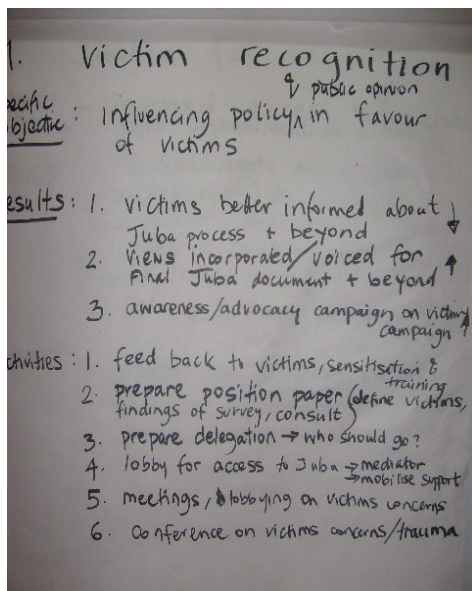 1. victim recognition
& public opinion
pecific
bjective : influencing policy ^ in favour
of victims
esults : 1. victims better informed about ↓
Juba process + beyond
2. views incorporated/voiced for ↑
Final Juba document + beyond
3. awareness/advocacy campaign on victims
campaign ?
ctivities : 1. feed back to victims, sensitisation &
training
2. prepare position paper (define victims,
findings of survey, consult)
3. prepare delegation → who should go?
4. lobby for access to Juba → mediator
→ mobilise support
5. meetings, lobbying on victims concerns
6. conference on victims concerns/trauma